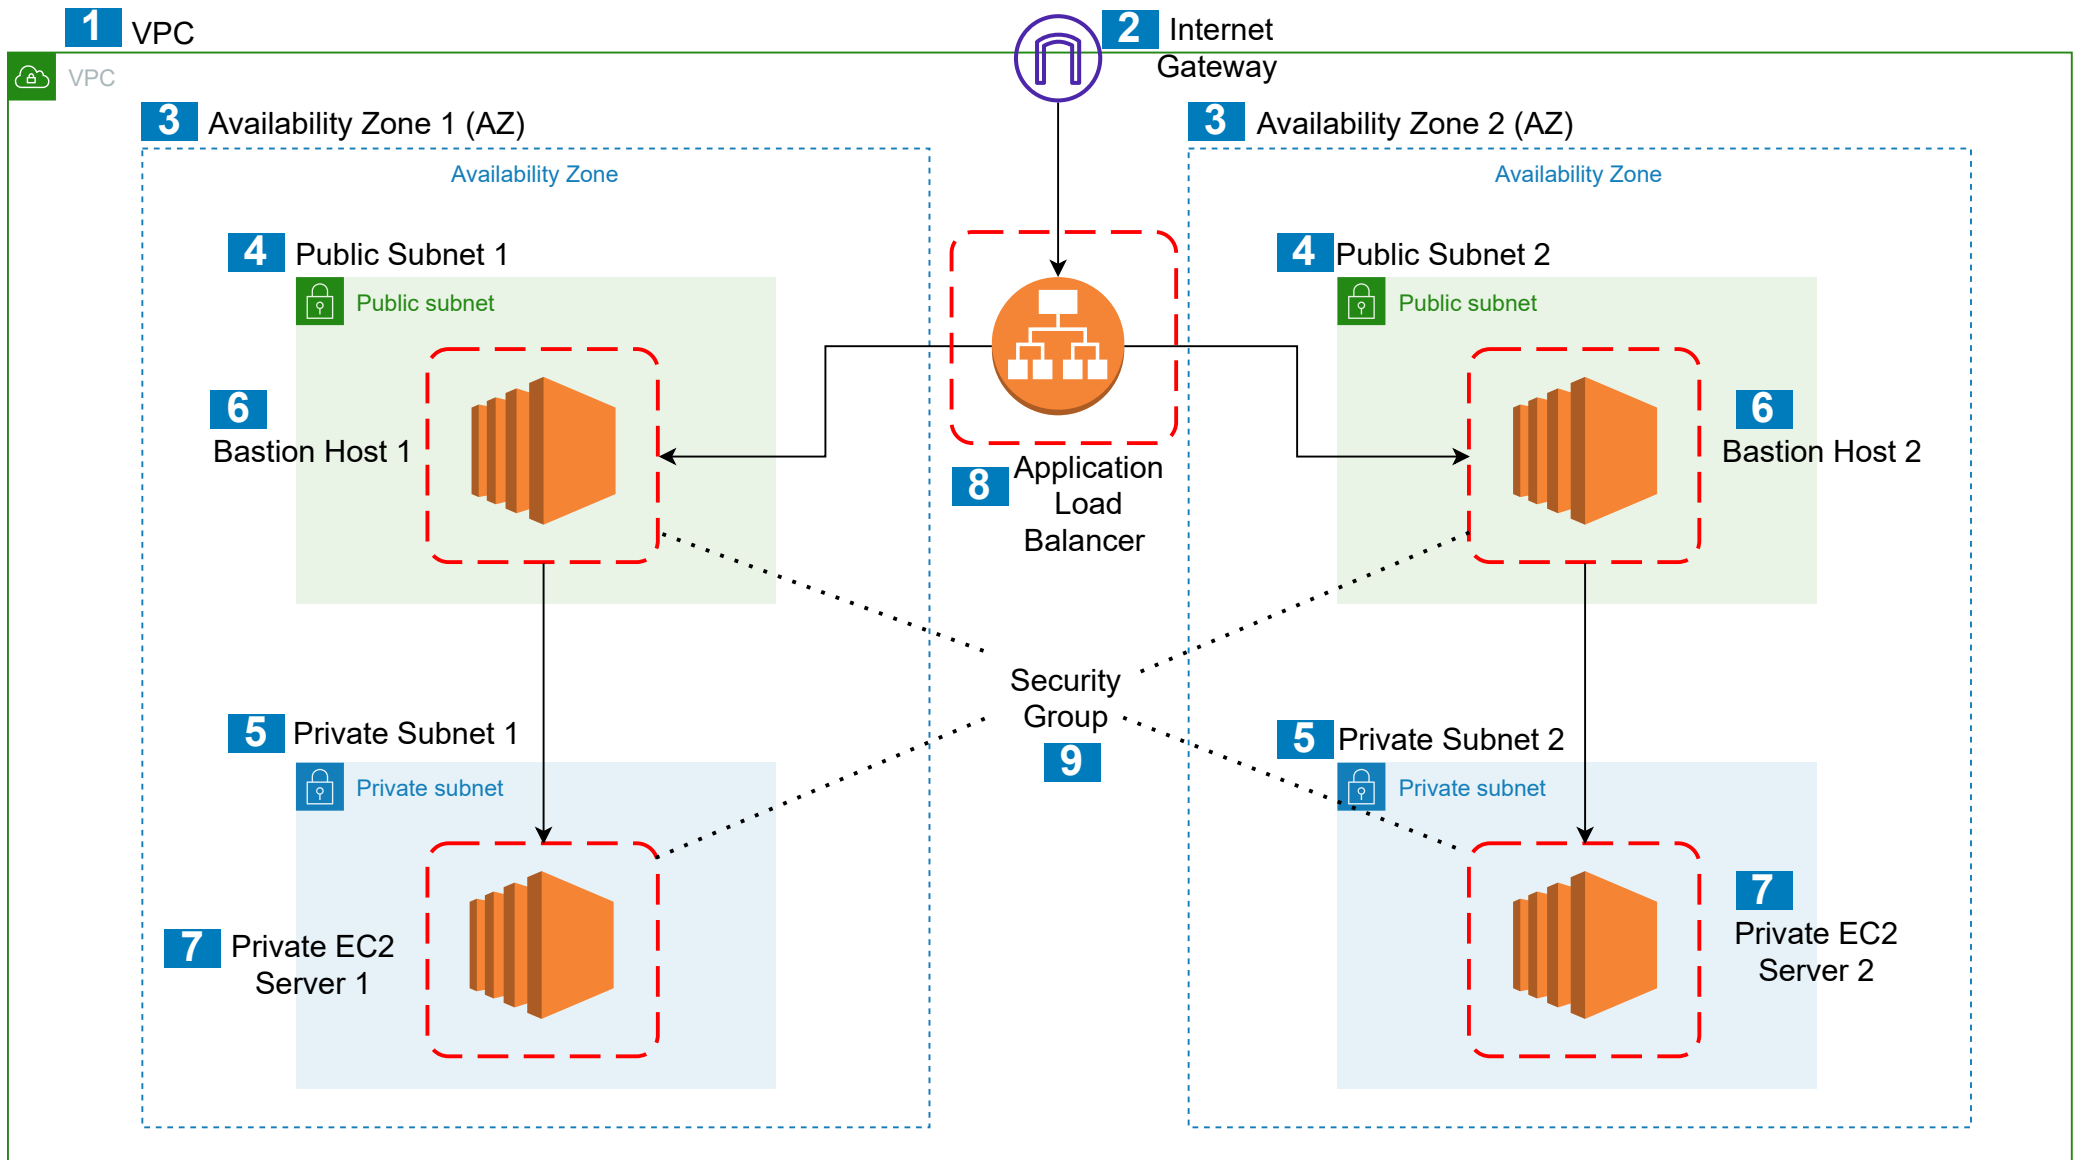 1 VPC
2 Internet
Gateway
VPC
3 Availability Zone 1 (AZ)
3 Availability Zone 2 (AZ)
Availability Zone
Availability Zone
4 Public Subnet 1
4 Public Subnet 2
Public subnet
Public subnet
6
Bastion Host 1
6
Bastion Host 2
8 Application
Load
Balancer
Security
Group
9
5 Private Subnet 1
5 Private Subnet 2
Private subnet
Private subnet
7 Private EC2
Server 1
7
Private EC2
Server 2